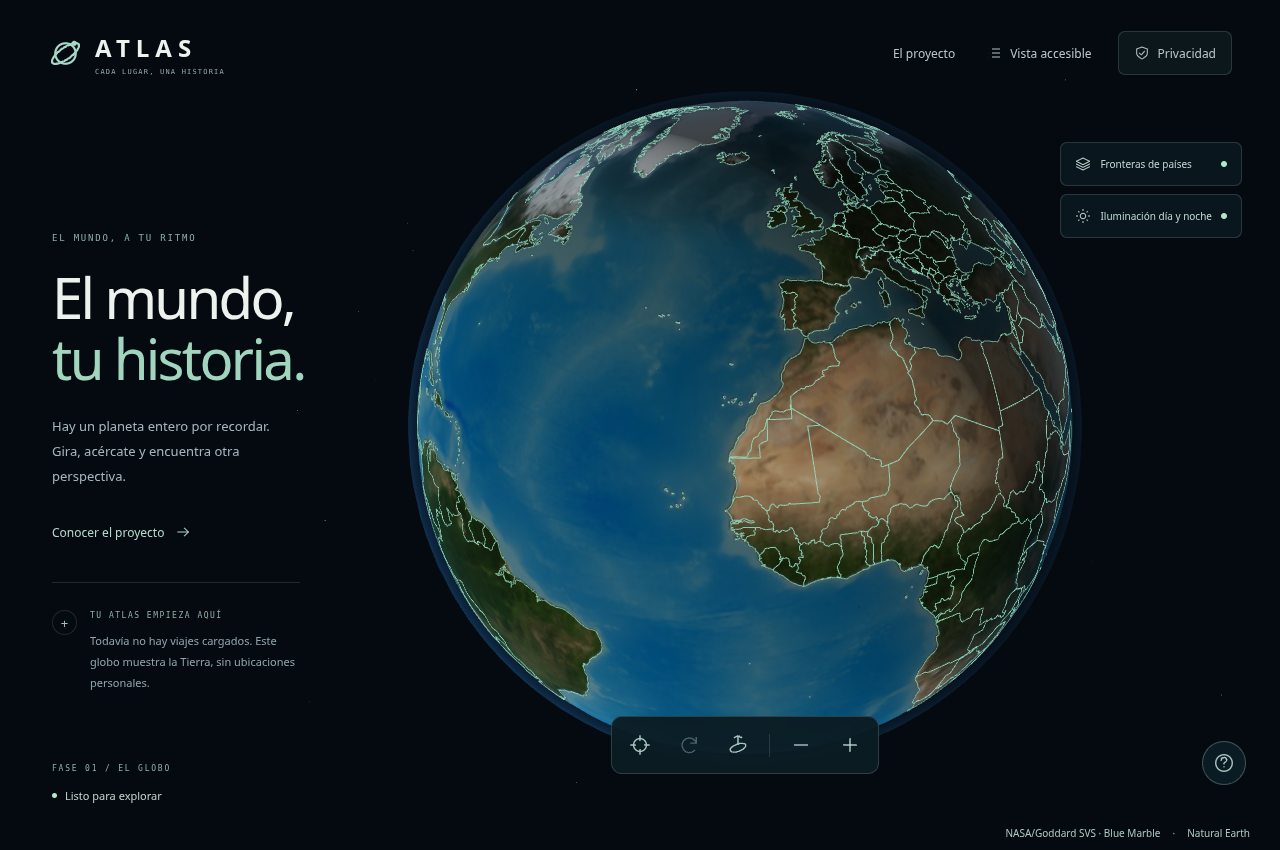 ATLAS
CADA LUGAR, UNA HISTORIA
El proyecto
Vista accesible
Privacidad
Fronteras de países
Iluminación día y noche
EL MUNDO, A TU RITMO
El mundo,
tu historia.
Hay un planeta entero por recordar.
Gira, acércate y encuentra otra
perspectiva.
Conocer el proyecto
TU ATLAS EMPIEZA AQUÍ
Todavía no hay viajes cargados. Este
globo muestra la Tierra, sin ubicaciones
personales.
FASE 01 / EL GLOBO
Listo para explorar
NASA/Goddard SVS · Blue Marble · Natural Earth